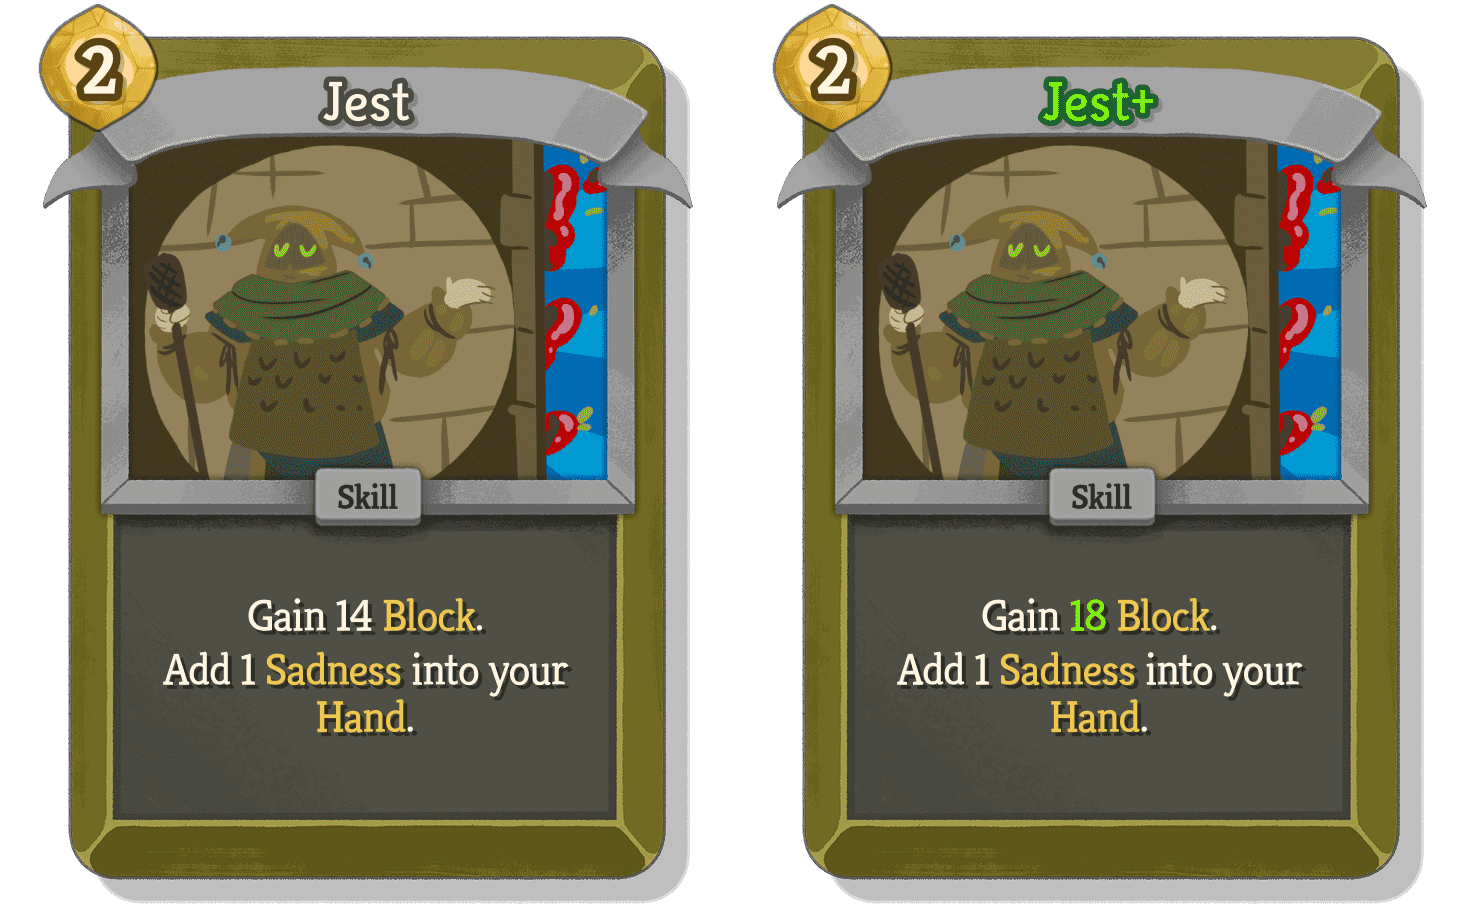 2
Jest
Skill
Gain 14 Block.
Add 1 Sadness into your
Hand.
2
Jest+
Skill
Gain 18 Block.
Add 1 Sadness into your
Hand.